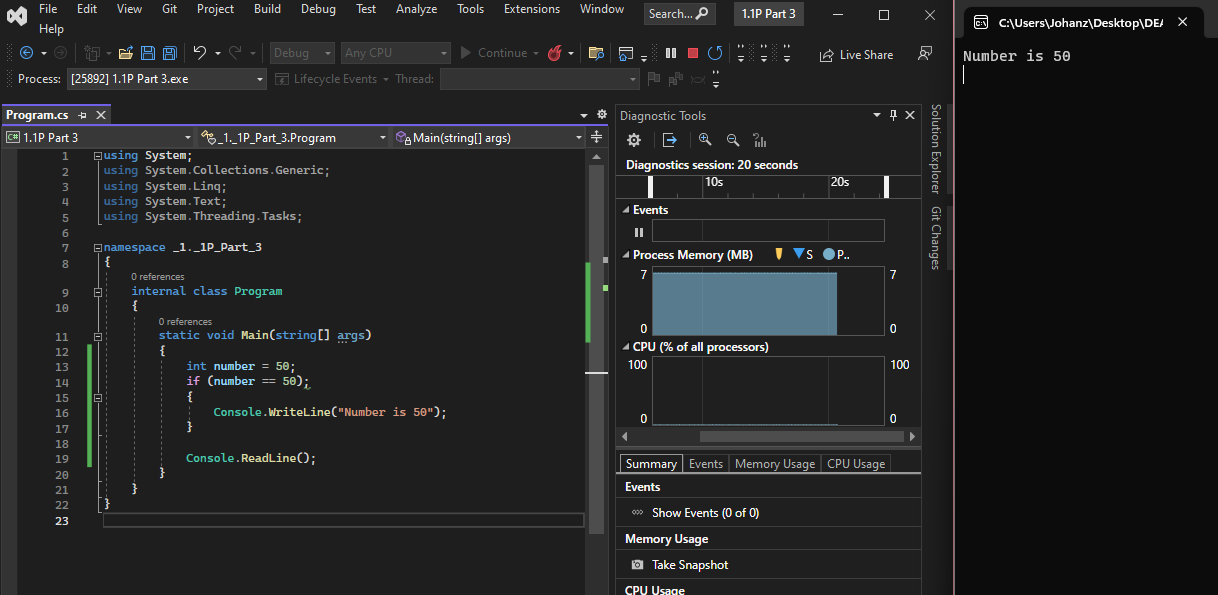 File Edit View Git Project Build Debug Test Analyze Tools Extensions Window Search... 1.1P Part 3
Help
Debug Any CPU Continue Live Share
Process: [25892] 1.1P Part 3.exe Lifecycle Events Thread:
Program.cs
C# 1.1P Part 3 _1._1P_Part_3.Program Main(string[] args)
1 using System;
2 using System.Collections.Generic;
3 using System.Linq;
4 using System.Text;
5 using System.Threading.Tasks;
6
7 namespace _1._1P_Part_3
8 {
0 references
9 internal class Program
10 {
0 references
11 static void Main(string[] args)
12 {
13 int number = 50;
14 if (number == 50);
15 {
16 Console.WriteLine("Number is 50");
17 }
18
19 Console.ReadLine();
20 }
21 }
22 }
23
Diagnostic Tools
Diagnostics session: 20 seconds
10s 20s
Events
Process Memory (MB) S P..
7 7
0 0
CPU (% of all processors)
100 100
0 0
Summary Events Memory Usage CPU Usage
Events
Show Events (0 of 0)
Memory Usage
Take Snapshot
CPU Usage
Solution Explorer
Git Changes
C:\Users\Johanz\Desktop\DEA
Number is 50